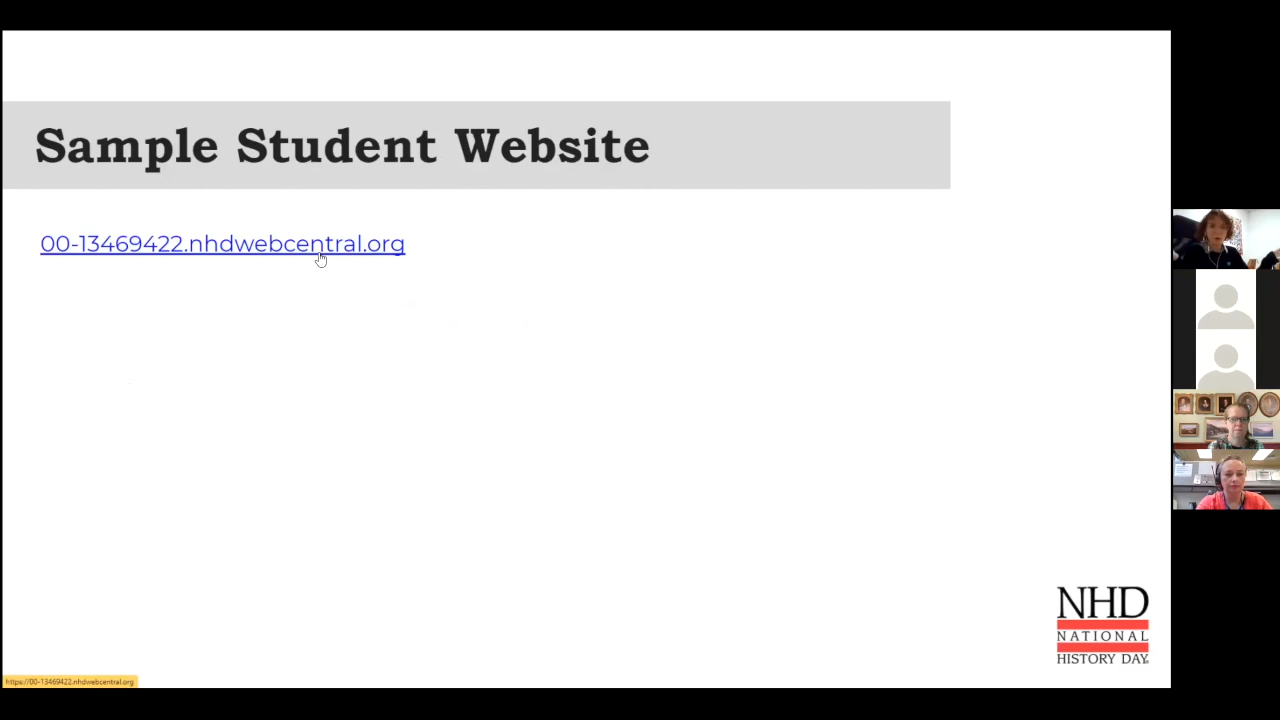 Sample Student Website
00-13469422.nhdwebcentral.org
NHD
NATIONAL
HISTORY DAY
https://00-13469422.nhdwebcentral.org